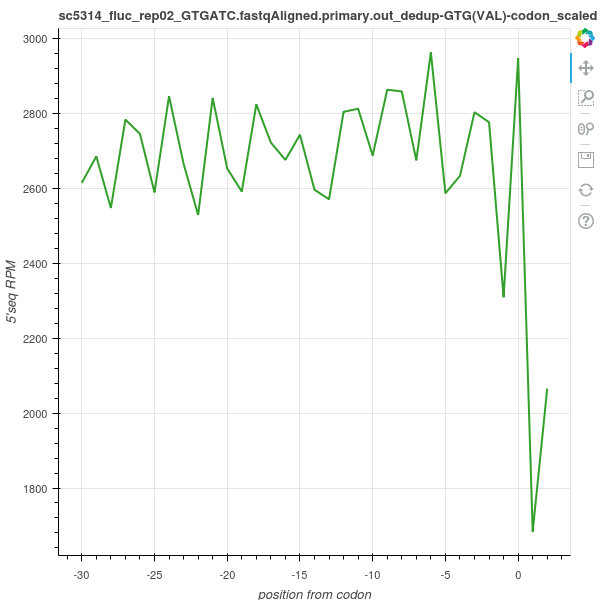 sc5314_fluc_rep02_GTGATC.fastqAligned.primary.out_dedup-GTG(VAL)-codon_scaled
3000
2800
2600
2400
2200
2000
1800
5'seq RPM
-30 -25 -20 -15 -10 -5 0
position from codon